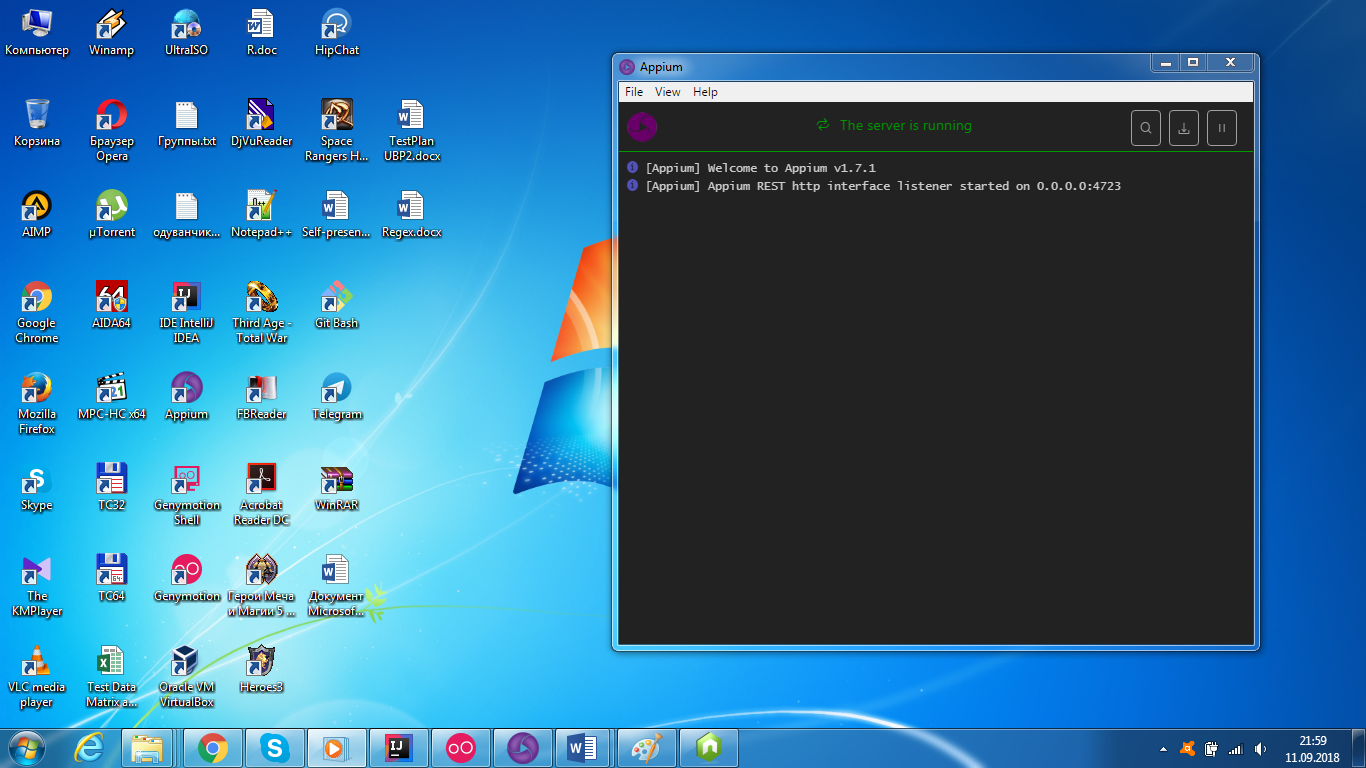 Компьютер
Winamp
UltraISO
R.doc
HipChat
Корзина
Браузер
Opera
Группы.txt
DjVuReader
Space
Rangers H...
TestPlan
UBP2.docx
AIMP
µTorrent
одуванчик...
Notepad++
Self-presen...
Regex.docx
Google
Chrome
64
AIDA64
IJ
IDE IntelliJ
IDEA
Third Age -
Total War
Git Bash
Mozilla
Firefox
MPC-HC x64
Appium
FBReader
Telegram
Skype
TC32
Genymotion
Shell
Acrobat
Reader DC
WinRAR
The
KMPlayer
TC64
Genymotion
Герои Меча
и Магии 5 ...
Документ
Microsof...
VLC media
player
Test Data
Matrix a...
Oracle VM
VirtualBox
Heroes3
Appium
File View Help
The server is running
[Appium] Welcome to Appium v1.7.1
[Appium] Appium REST http interface listener started on 0.0.0.0:4723
21:59
11.09.2018